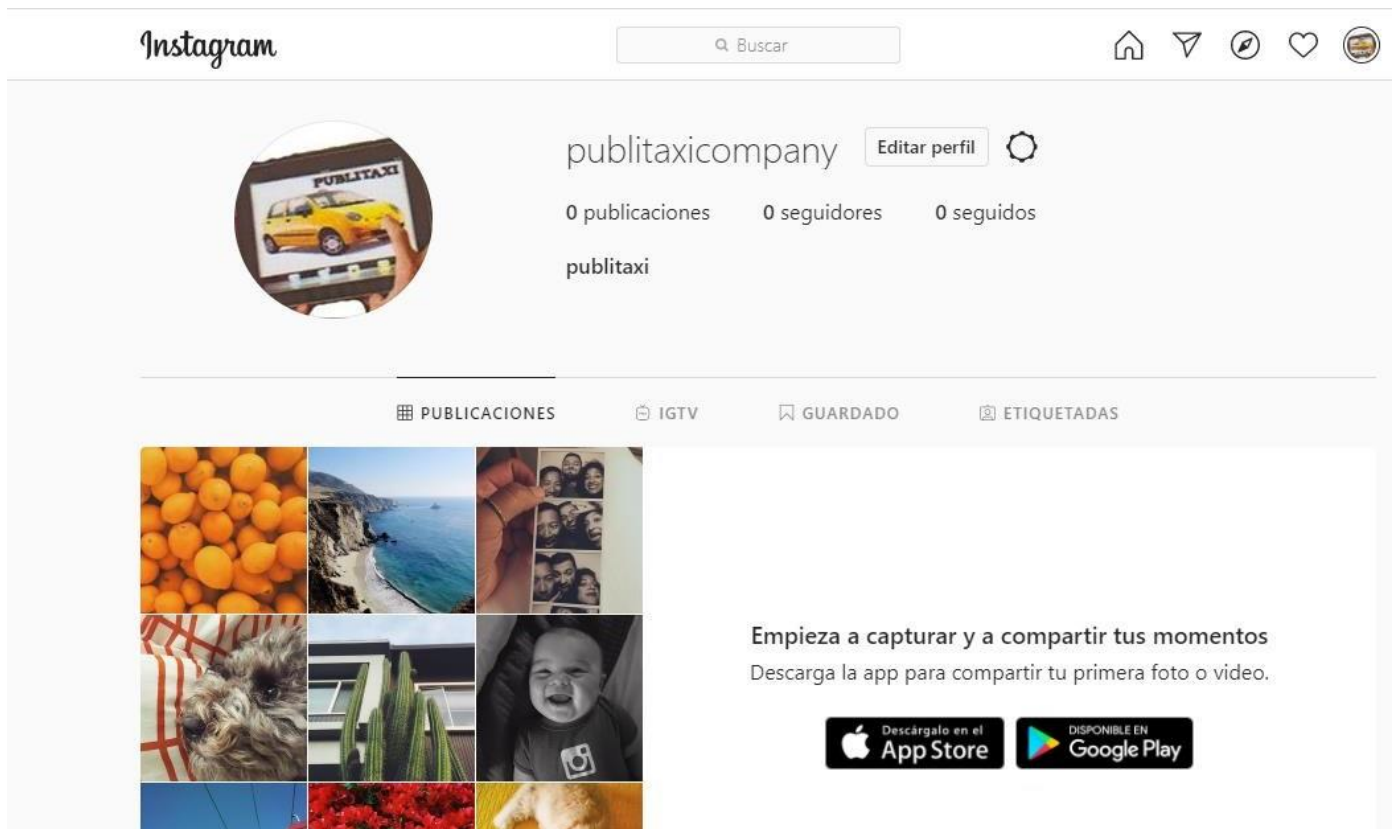 Instagram
Buscar
publitaxicompany Editar perfil
0 publicaciones 0 seguidores 0 seguidos
publitaxi
PUBLITAXI
PUBLICACIONES IGTV GUARDADO ETIQUETADAS
Empieza a capturar y a compartir tus momentos
Descarga la app para compartir tu primera foto o video.
Descárgalo en el
App Store
DISPONIBLE EN
Google Play